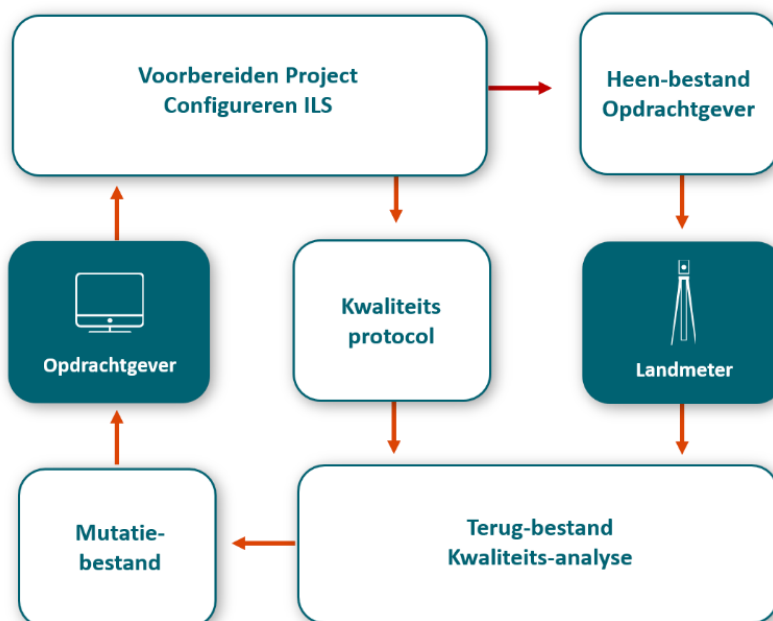 Voorbereiden Project
Configureren ILS
Heen-bestand
Opdrachtgever
Opdrachtgever
Kwaliteits
protocol
Landmeter
Mutatie-
bestand
Terug-bestand
Kwaliteits-analyse